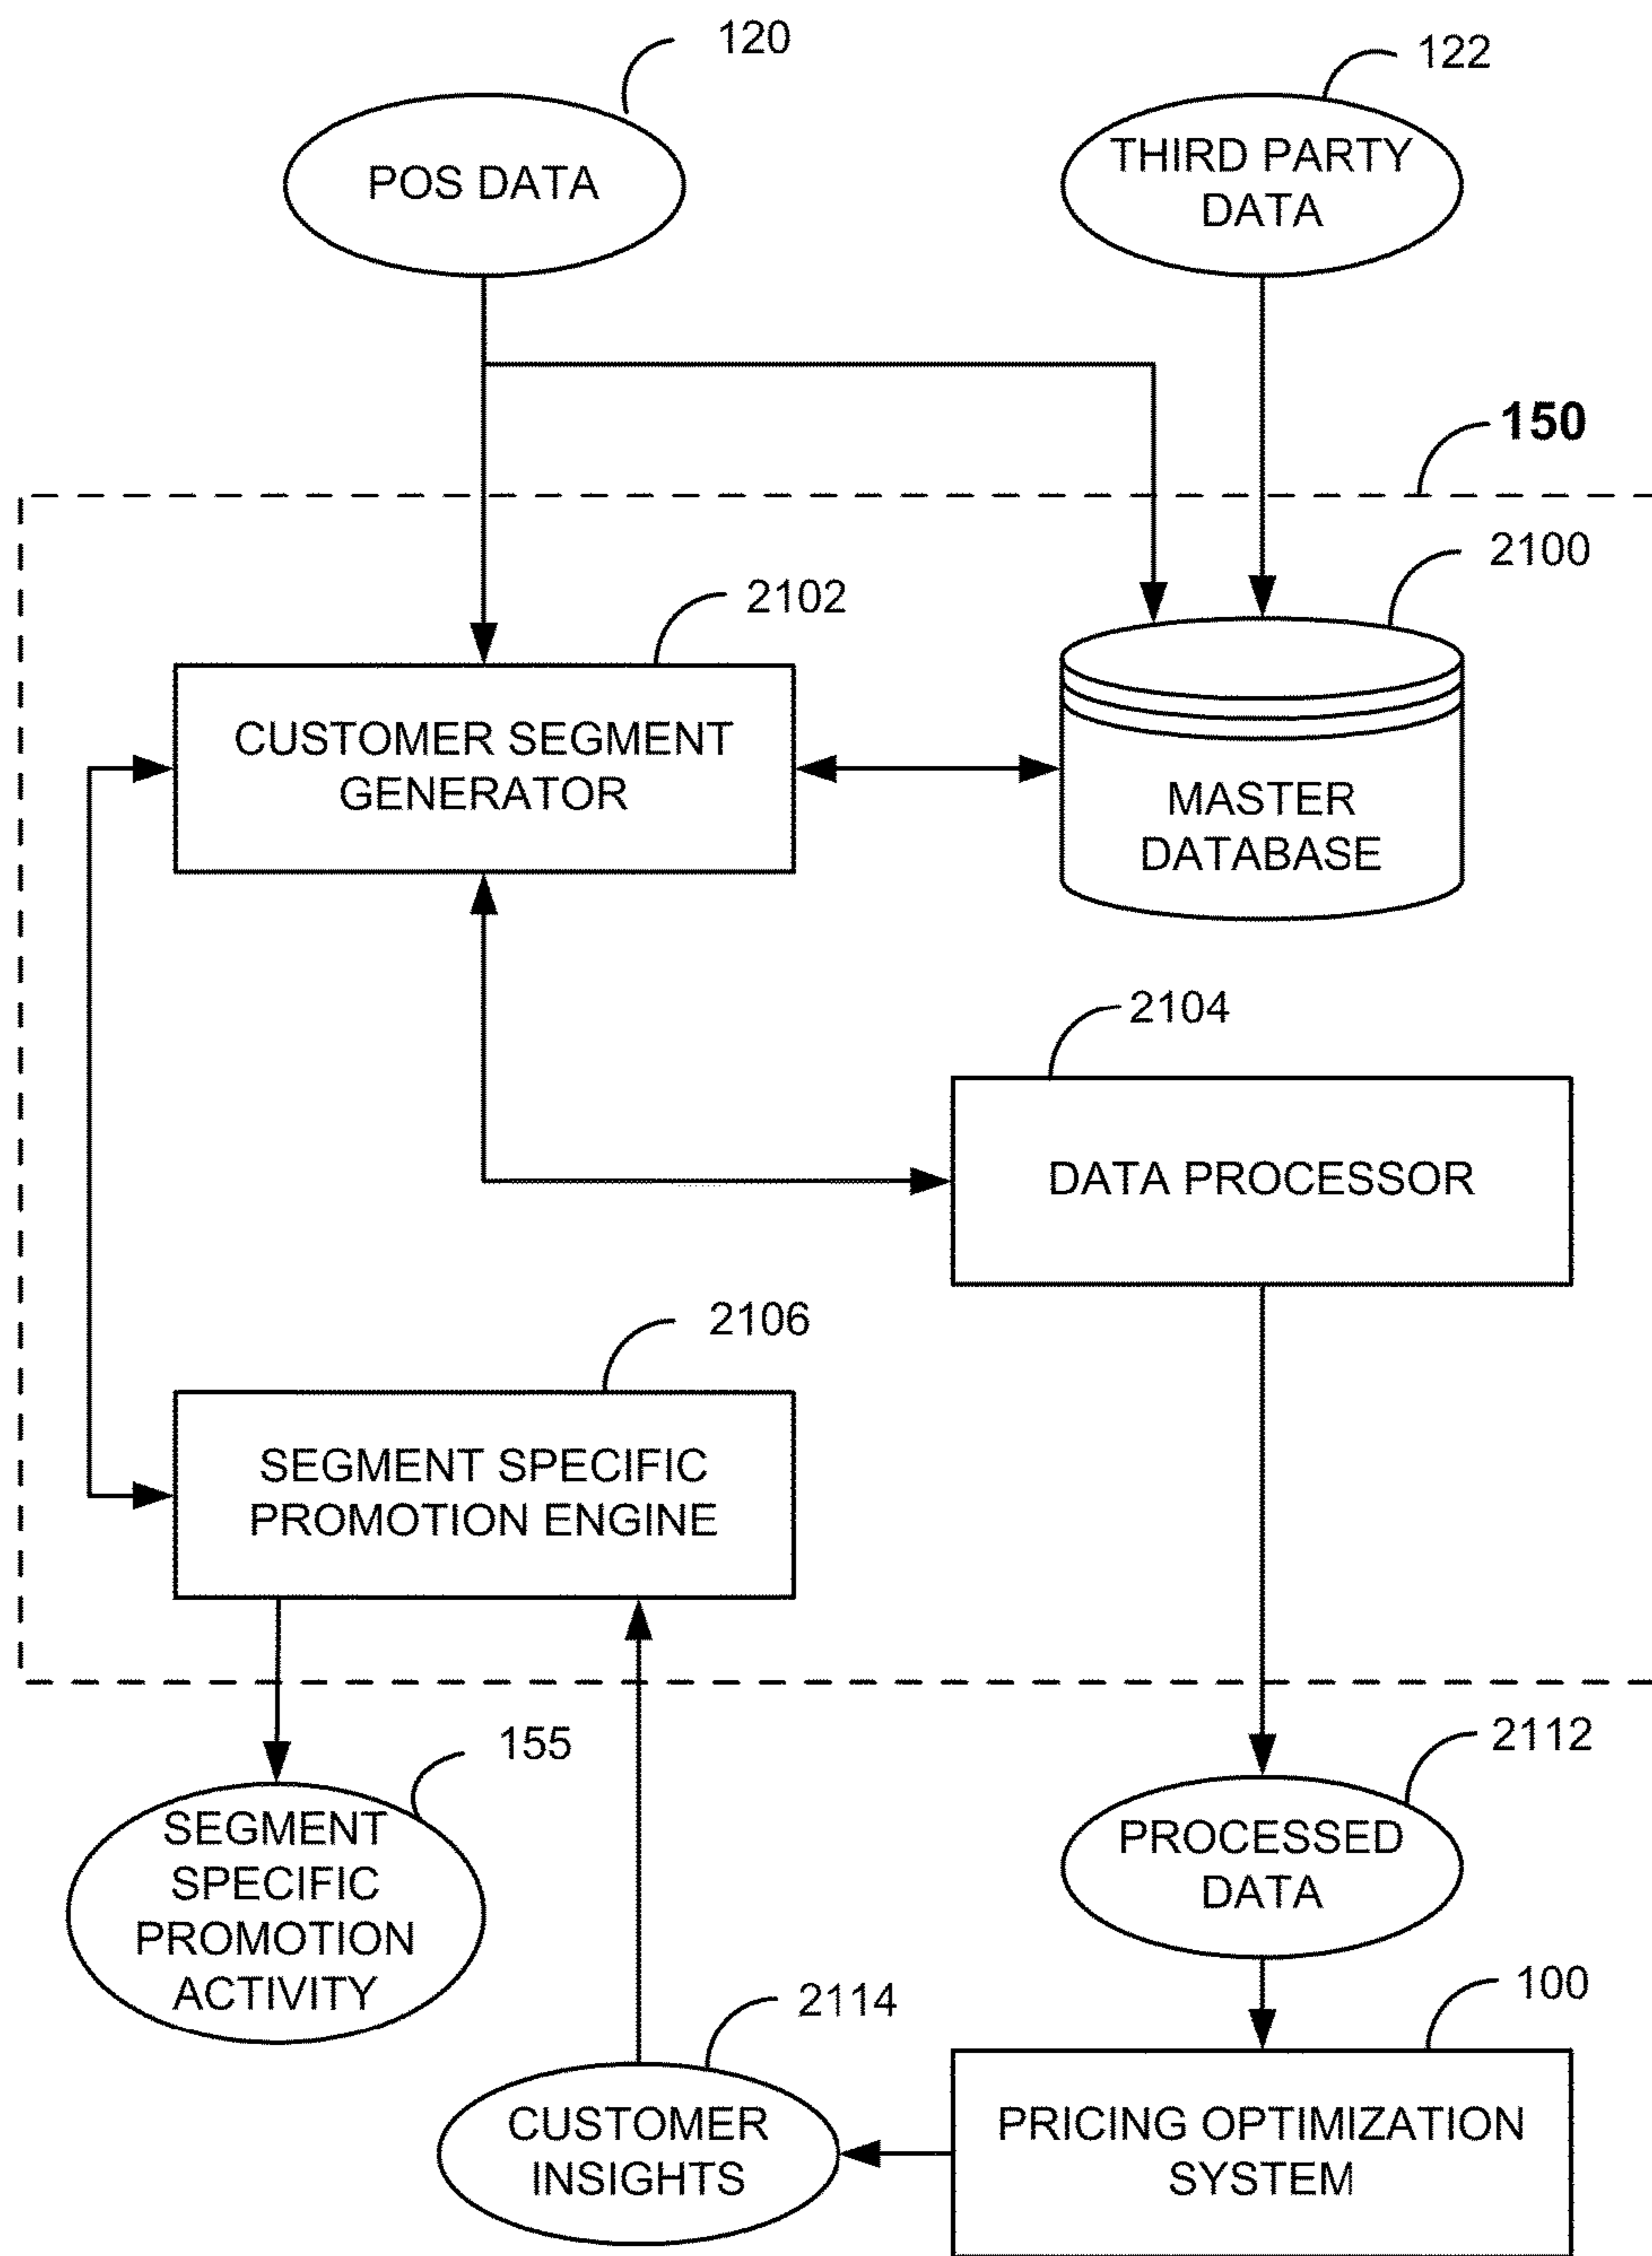 120
122
POS DATA
THIRD PARTY
DATA
150
2100
2102
CUSTOMER SEGMENT
GENERATOR
MASTER
DATABASE
2104
DATA PROCESSOR
2106
SEGMENT SPECIFIC
PROMOTION ENGINE
155
2112
SEGMENT
SPECIFIC
PROMOTION
ACTIVITY
PROCESSED
DATA
2114
100
CUSTOMER
INSIGHTS
PRICING OPTIMIZATION
SYSTEM